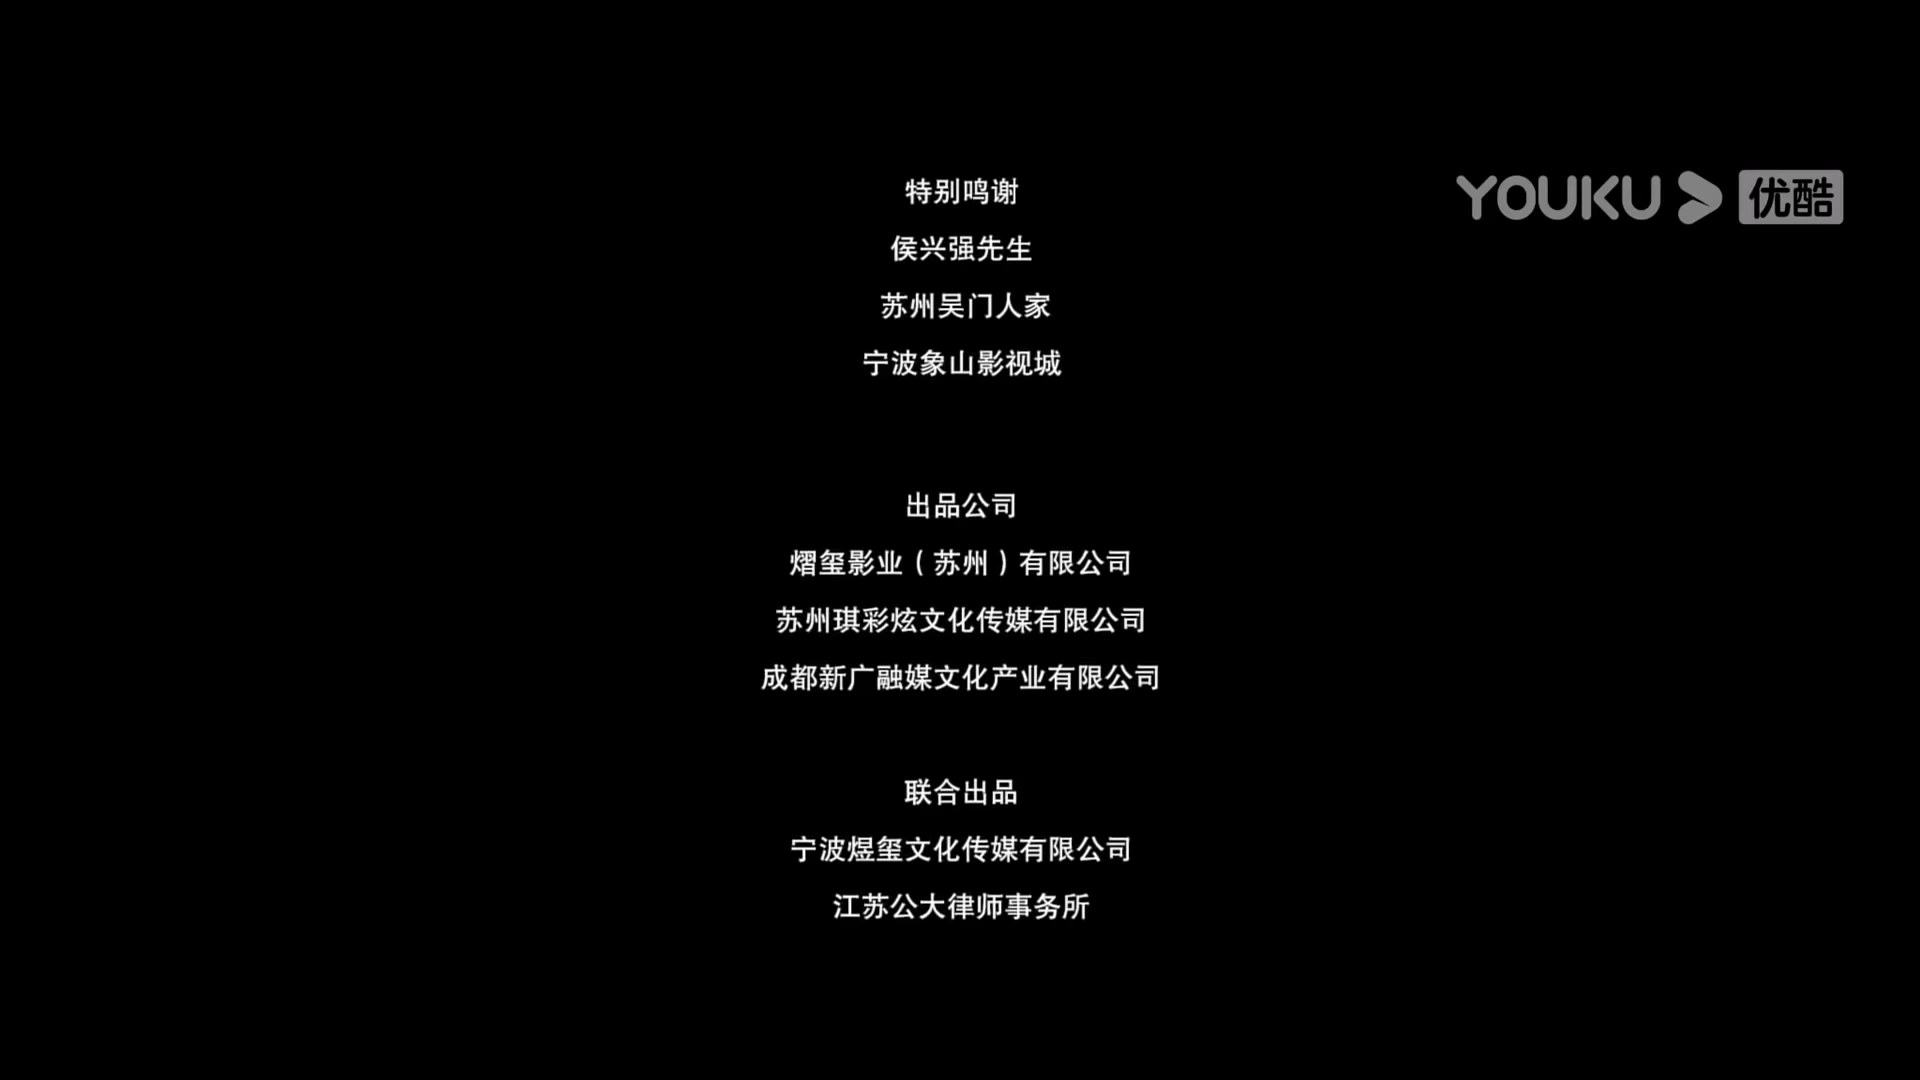 特别鸣谢
YOUKU 优酷
侯兴强先生
苏州吴门人家
宁波象山影视城
出品公司
熠玺影业（苏州）有限公司
苏州琪彩炫文化传媒有限公司
成都新广融媒文化产业有限公司
联合出品
宁波煜玺文化传媒有限公司
江苏公大律师事务所